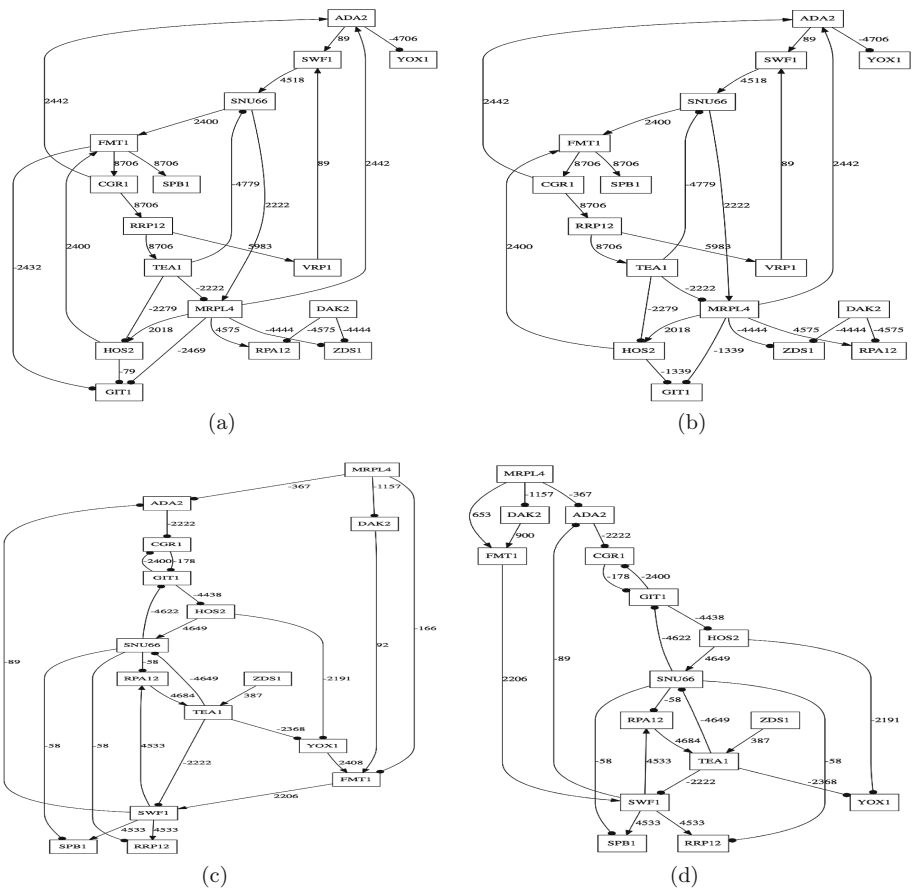 ADA2
89
-4706
SWF1
YOX1
4518
SNU66
2442
2400
FMT1
8706
8706
-4779
89
2442
CGR1
SPB1
8706
2222
RRP12
2400
8706
5983
-2432
TEA1
VRP1
-2222
-2279
MRPL4
DAK2
2018
4575
-4444
-4575
-4444
HOS2
RPA12
ZDS1
-2469
-79
GIT1
(a)
ADA2
89
-4706
SWF1
YOX1
4518
SNU66
2442
2400
FMT1
8706
8706
-4779
89
2442
CGR1
SPB1
8706
2222
RRP12
2400
8706
5983
TEA1
VRP1
-2222
-2279
MRPL4
DAK2
2018
-4444
4575
-4444
-4575
HOS2
ZDS1
RPA12
-1339
-1339
GIT1
(b)
MRPL4
-367
-1157
ADA2
DAK2
-2222
CGR1
-2400
-178
GIT1
-4438
-4622
HOS2
4649
-166
SNU66
92
-58
-4649
-89
RPA12
ZDS1
4684
387
-2191
TEA1
-2368
-58
-58
4533
YOX1
-2222
2408
FMT1
2206
SWF1
4533
4533
SPB1
RRP12
(c)
MRPL4
-1157
-367
653
DAK2
ADA2
900
-2222
FMT1
CGR1
-178
-2400
GIT1
-4438
-4622
HOS2
-89
4649
2206
SNU66
-58
RPA12
ZDS1
-4649
-2191
4684
387
-58
4533
TEA1
-58
-2222
-2368
SWF1
YOX1
4533
4533
SPB1
RRP12
(d)